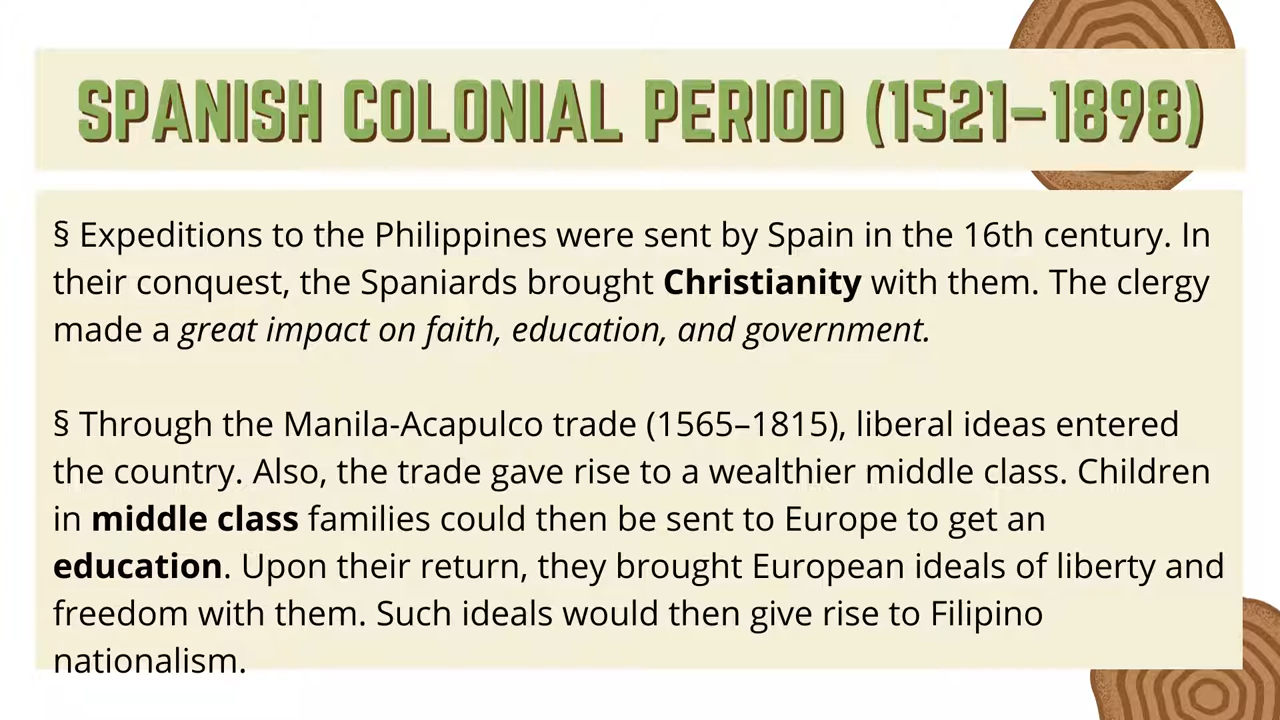 SPANISH COLONIAL PERIOD (1521–1898)
§ Expeditions to the Philippines were sent by Spain in the 16th century. In
their conquest, the Spaniards brought Christianity with them. The clergy
made a great impact on faith, education, and government.
§ Through the Manila-Acapulco trade (1565–1815), liberal ideas entered
the country. Also, the trade gave rise to a wealthier middle class. Children
in middle class families could then be sent to Europe to get an
education. Upon their return, they brought European ideals of liberty and
freedom with them. Such ideals would then give rise to Filipino
nationalism.